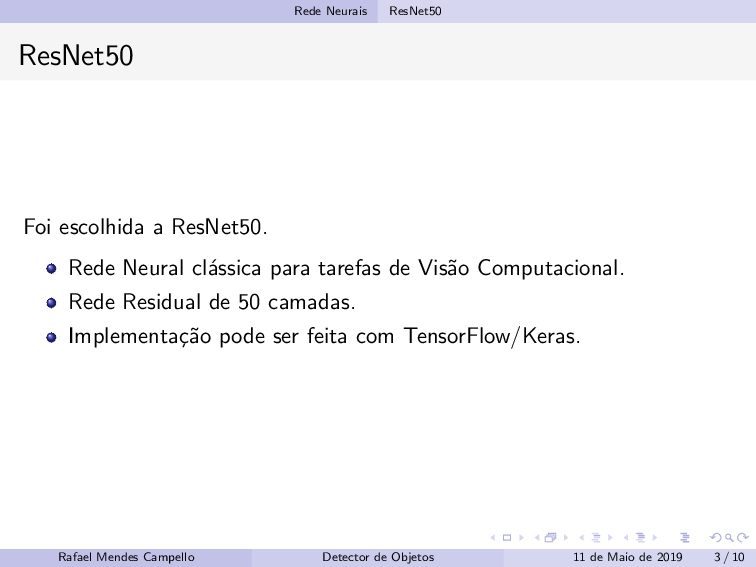 Rede Neurais ResNet50
ResNet50
Foi escolhida a ResNet50.
Rede Neural clássica para tarefas de Visão Computacional.
Rede Residual de 50 camadas.
Implementação pode ser feita com TensorFlow/Keras.
Rafael Mendes Campello Detector de Objetos 11 de Maio de 2019 3 / 10